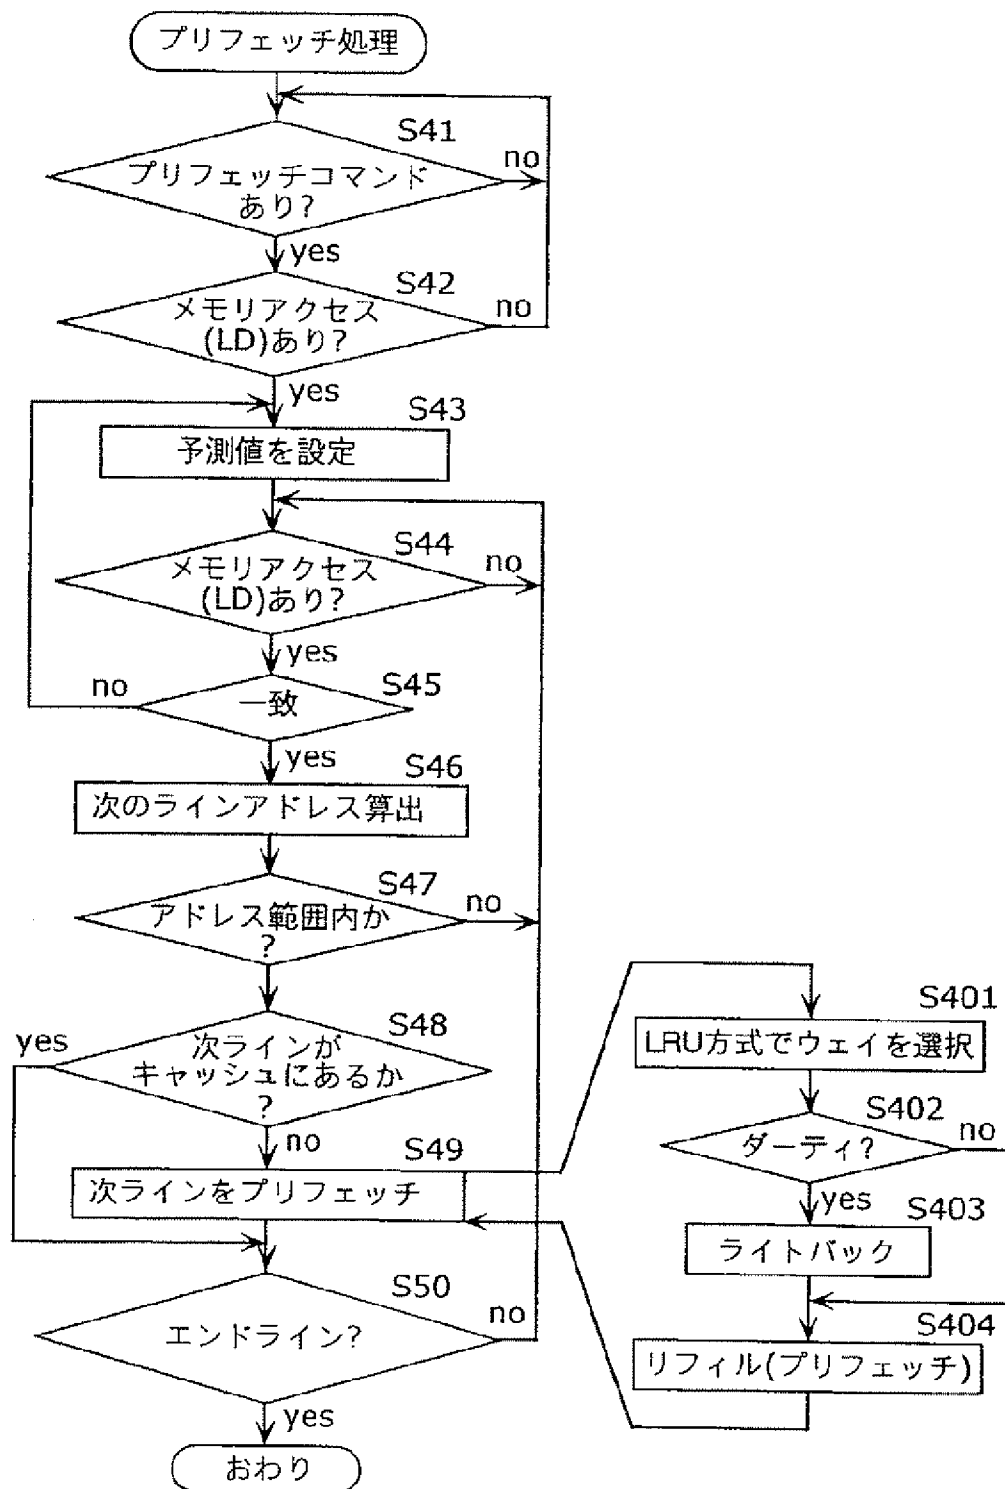 プリフェッチ処理
S41
プリフェッチコマンド
あり?
no
yes
S42
メモリアクセス
(LD)あり?
no
yes
S43
予測値を設定
S44
メモリアクセス
(LD)あり?
no
yes
S45
一致
no
yes
S46
次のラインアドレス算出
S47
アドレス範囲内か
?
no
S48
次ラインが
キャッシュにあるか
?
yes
no
S49
次ラインをプリフェッチ
S50
エンドライン?
no
yes
おわり
S401
LRU方式でウェイを選択
S402
ダーティ?
no
yes
S403
ライトバック
S404
リフィル(プリフェッチ)